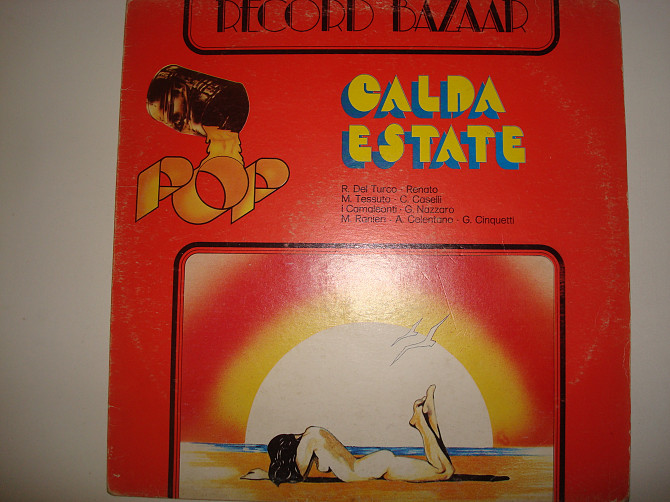 RECORD BAZAAR
CALDA
ESTATE
POP
R. Del Turco - Renato
M. Tessuto - C. Caselli
I Camaleonti - G. Nazzaro
M. Ranieri - A. Celentano - G. Cinquetti